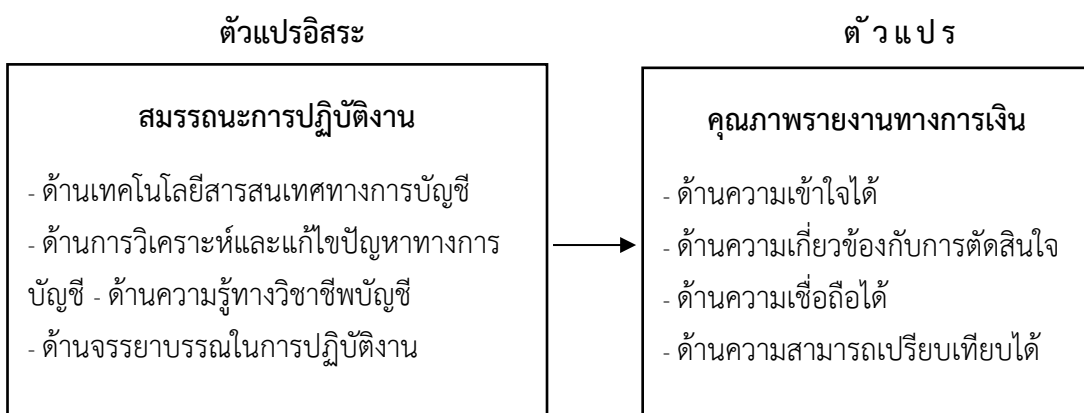 ตัวแปรอิสระ
ตัวแปร
สมรรถนะการปฏิบัติงาน
- ด้านเทคโนโลยีสารสนเทศทางการบัญชี
- ด้านการวิเคราะห์และแก้ไขปัญหาทางการ
บัญชี - ด้านความรู้ทางวิชาชีพบัญชี
- ด้านจรรยาบรรณในการปฏิบัติงาน
คุณภาพรายงานทางการเงิน
- ด้านความเข้าใจได้
- ด้านความเกี่ยวข้องกับการตัดสินใจ
- ด้านความเชื่อถือได้
- ด้านความสามารถเปรียบเทียบได้